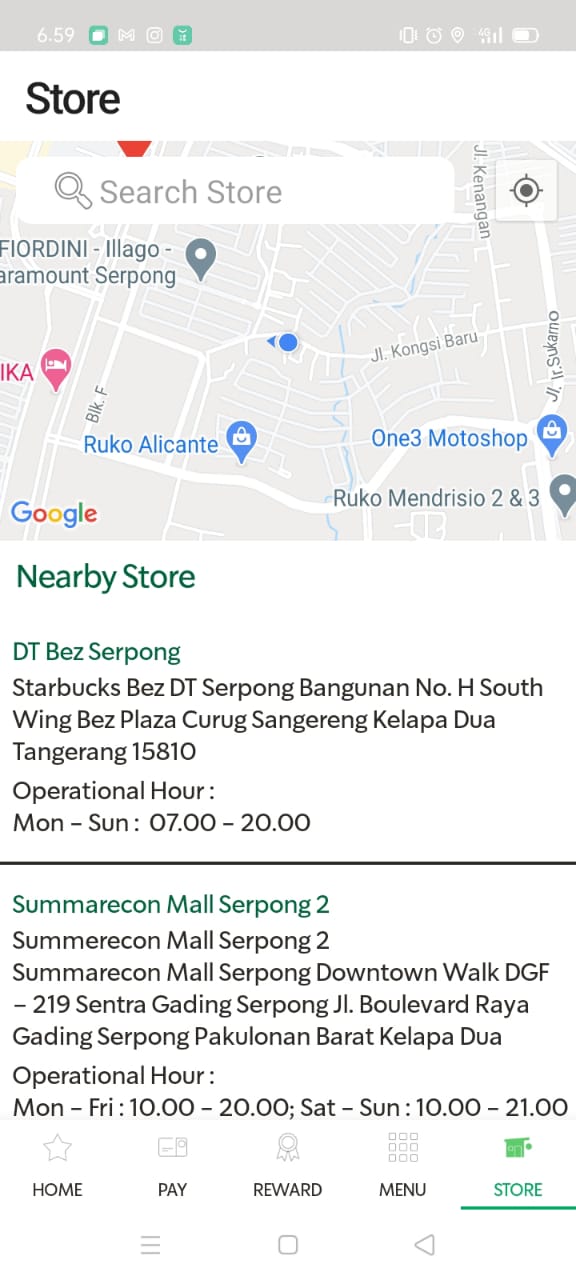 6.59
4G
Store
Search Store
Jl. Kenangan
FIORDINI - Illago -
aramount Serpong
IKA
Blk. F
Jl. Kongsi Baru
Jl. Ir. Sukarno
Ruko Alicante
One3 Motoshop
Ruko Mendrisio 2 & 3
Google
Nearby Store
DT Bez Serpong
Starbucks Bez DT Serpong Bangunan No. H South
Wing Bez Plaza Curug Sangereng Kelapa Dua
Tangerang 15810
Operational Hour :
Mon – Sun : 07.00 – 20.00
Summarecon Mall Serpong 2
Summerecon Mall Serpong 2
Summarecon Mall Serpong Downtown Walk DGF
– 219 Sentra Gading Serpong Jl. Boulevard Raya
Gading Serpong Pakulonan Barat Kelapa Dua
Operational Hour :
Mon – Fri : 10.00 – 20.00; Sat – Sun : 10.00 – 21.00
HOME
PAY
REWARD
MENU
STORE